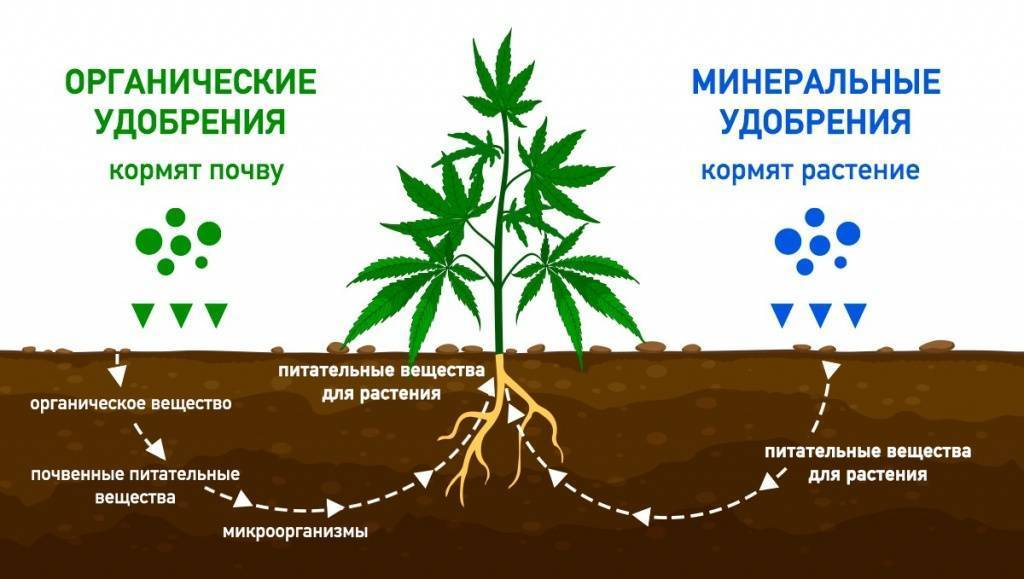 ОРГАНИЧЕСКИЕ
УДОБРЕНИЯ
кормят почву
МИНЕРАЛЬНЫЕ
УДОБРЕНИЯ
кормят растение
питательные вещества
для растения
органическое вещество
почвенные питательные
вещества
микроорганизмы
питательные вещества
для растения